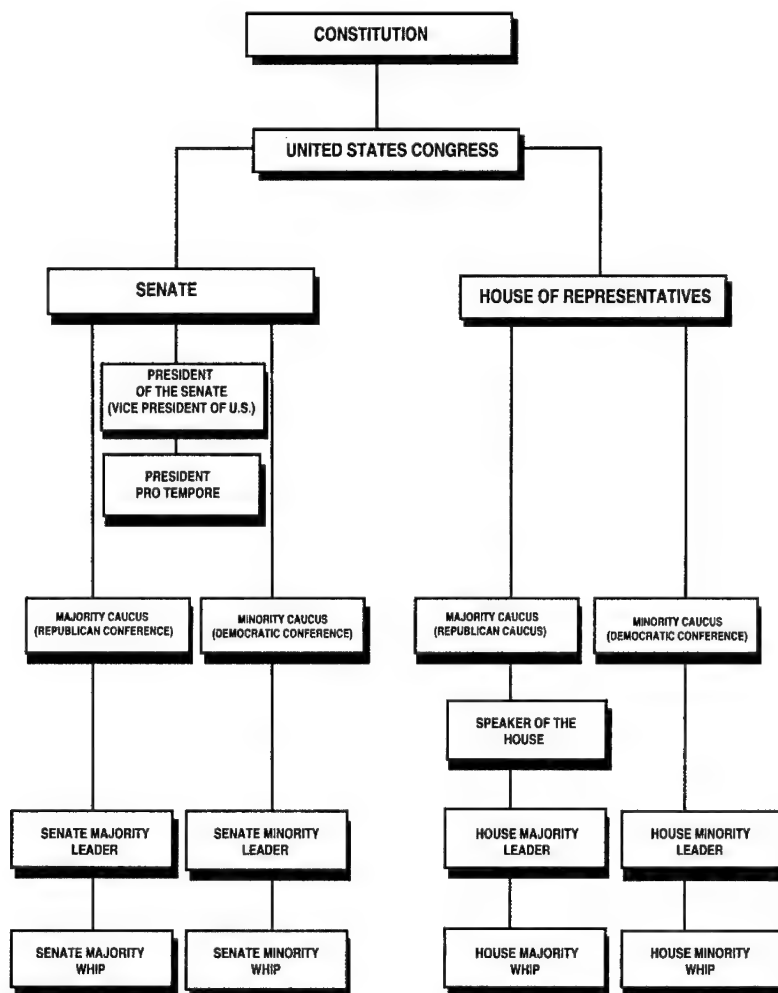 CONSTITUTION
UNITED STATES CONGRESS
SENATE
HOUSE OF REPRESENTATIVES
PRESIDENT
OF THE SENATE
(VICE PRESIDENT OF U.S.)
PRESIDENT
PRO TEMPORE
MAJORITY CAUCUS
(REPUBLICAN CONFERENCE)
MINORITY CAUCUS
(DEMOCRATIC CONFERENCE)
MAJORITY CAUCUS
(REPUBLICAN CAUCUS)
MINORITY CAUCUS
(DEMOCRATIC CONFERENCE)
SPEAKER OF THE
HOUSE
SENATE MAJORITY
LEADER
SENATE MINORITY
LEADER
HOUSE MAJORITY
LEADER
HOUSE MINORITY
LEADER
SENATE MAJORITY
WHIP
SENATE MINORITY
WHIP
HOUSE MAJORITY
WHIP
HOUSE MINORITY
WHIP